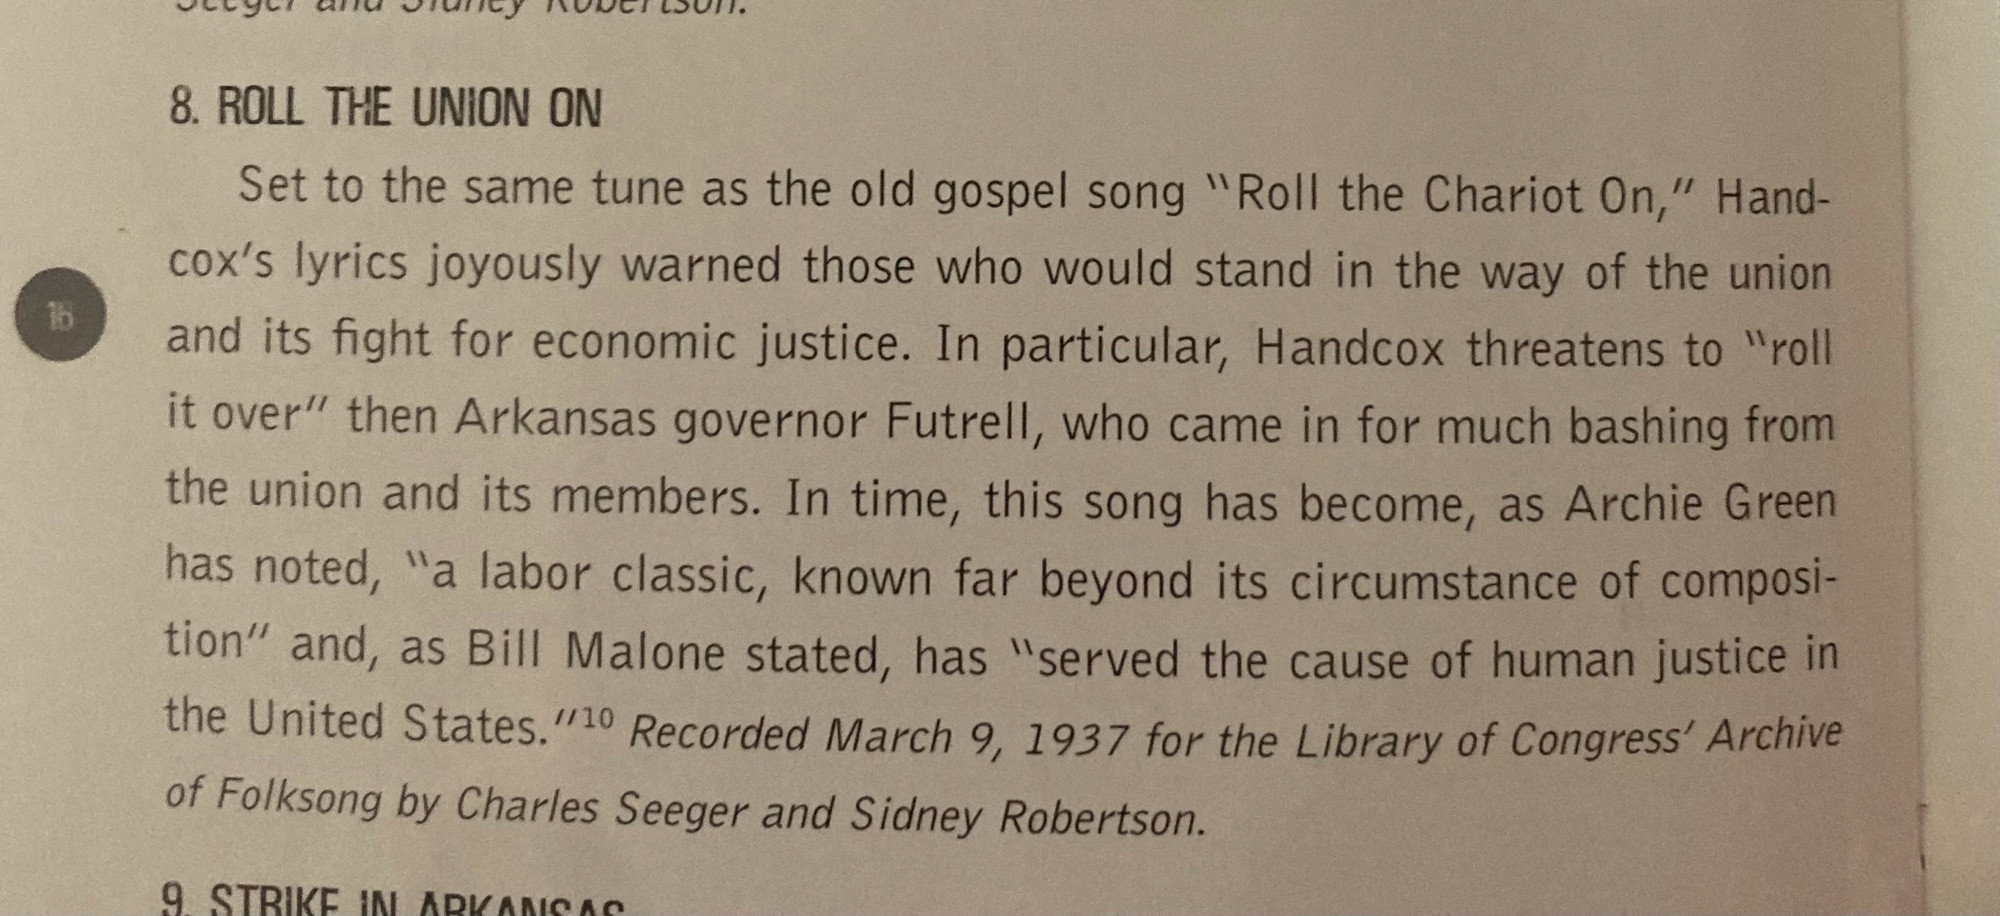 Seeger and Sidney Robertson.
8. ROLL THE UNION ON
Set to the same tune as the old gospel song "Roll the Chariot On," Hand-
cox's lyrics joyously warned those who would stand in the way of the union
16
and its fight for economic justice. In particular, Handcox threatens to "roll
it over" then Arkansas governor Futrell, who came in for much bashing from
the union and its members. In time, this song has become, as Archie Green
has noted, "a labor classic, known far beyond its circumstance of composi-
tion" and, as Bill Malone stated, has "served the cause of human justice in
the United States."10 Recorded March 9, 1937 for the Library of Congress' Archive
of Folksong by Charles Seeger and Sidney Robertson.
9. STRIKE IN ARKANSAS